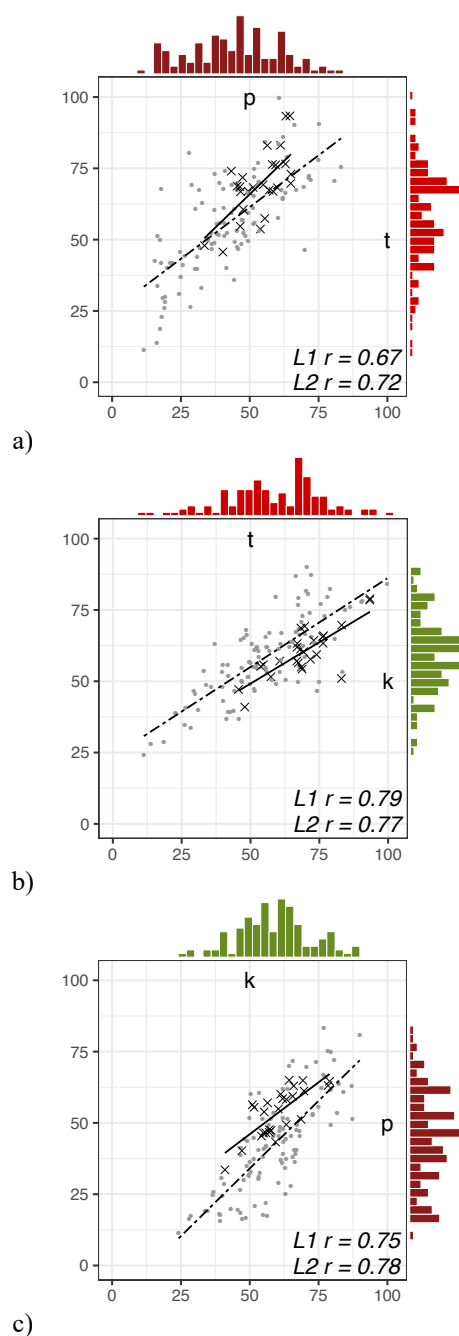 p
100
75
50
25
0
t
L1 r = 0.67
L2 r = 0.72
0 25 50 75 100
a)
t
100
75
50
25
0
k
L1 r = 0.79
L2 r = 0.77
0 25 50 75 100
b)
k
100
75
50
25
0
p
L1 r = 0.75
L2 r = 0.78
0 25 50 75 100
c)